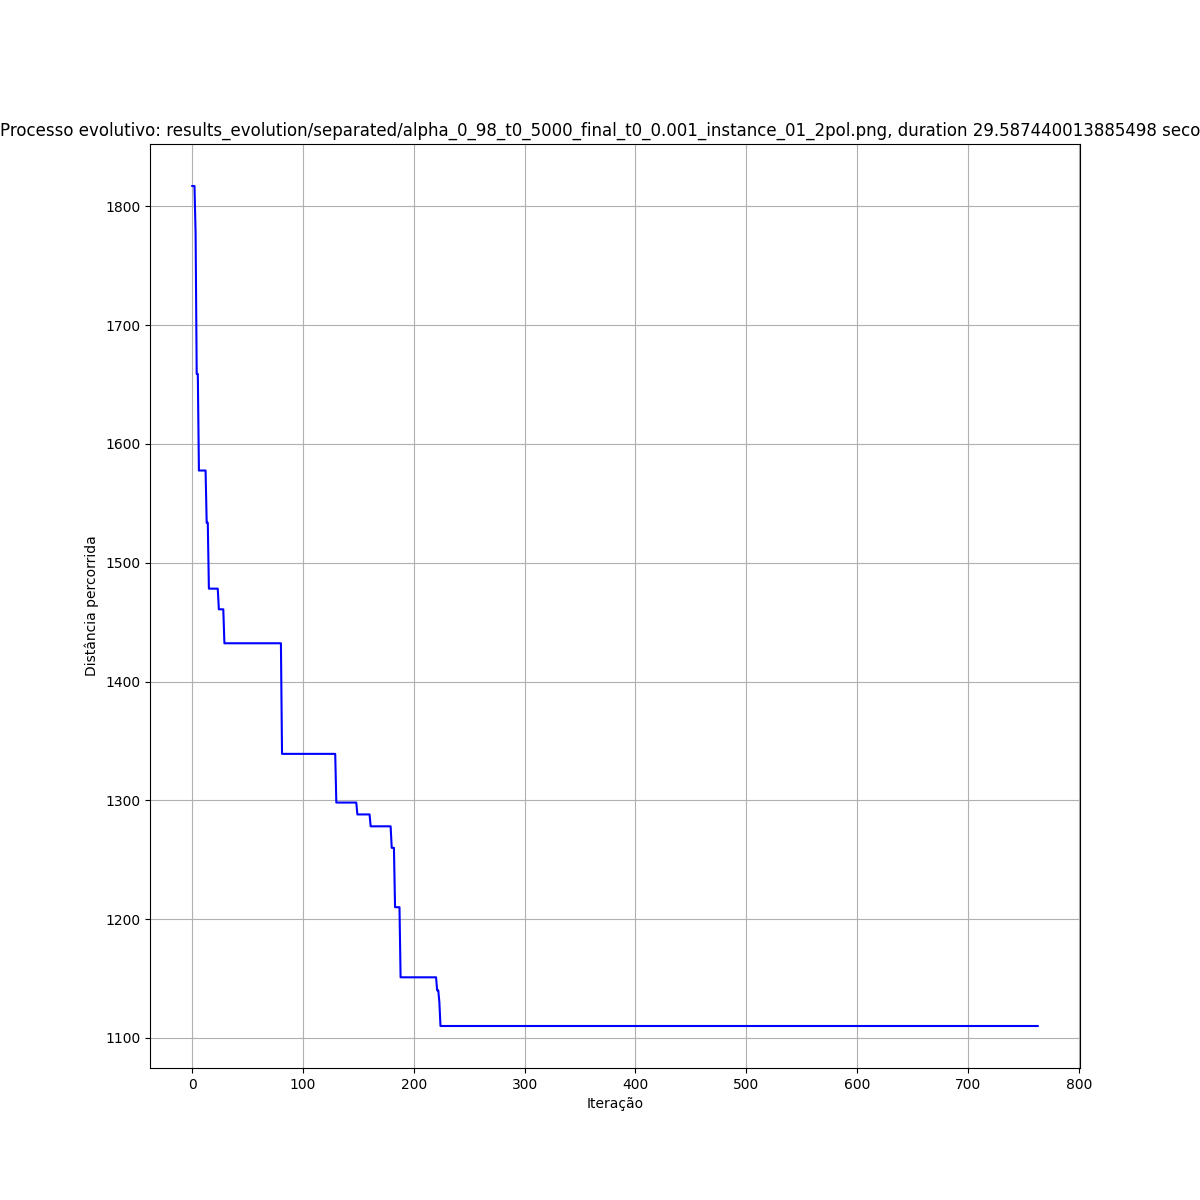 Processo evolutivo: results_evolution/separated/alpha_0_98_t0_5000_final_t0_0.001_instance_01_2pol.png, duration 29.587440013885498 seco
1800
1700
1600
1500
1400
1300
1200
1100
Distância percorrida
0 100 200 300 400 500 600 700 800
Iteração